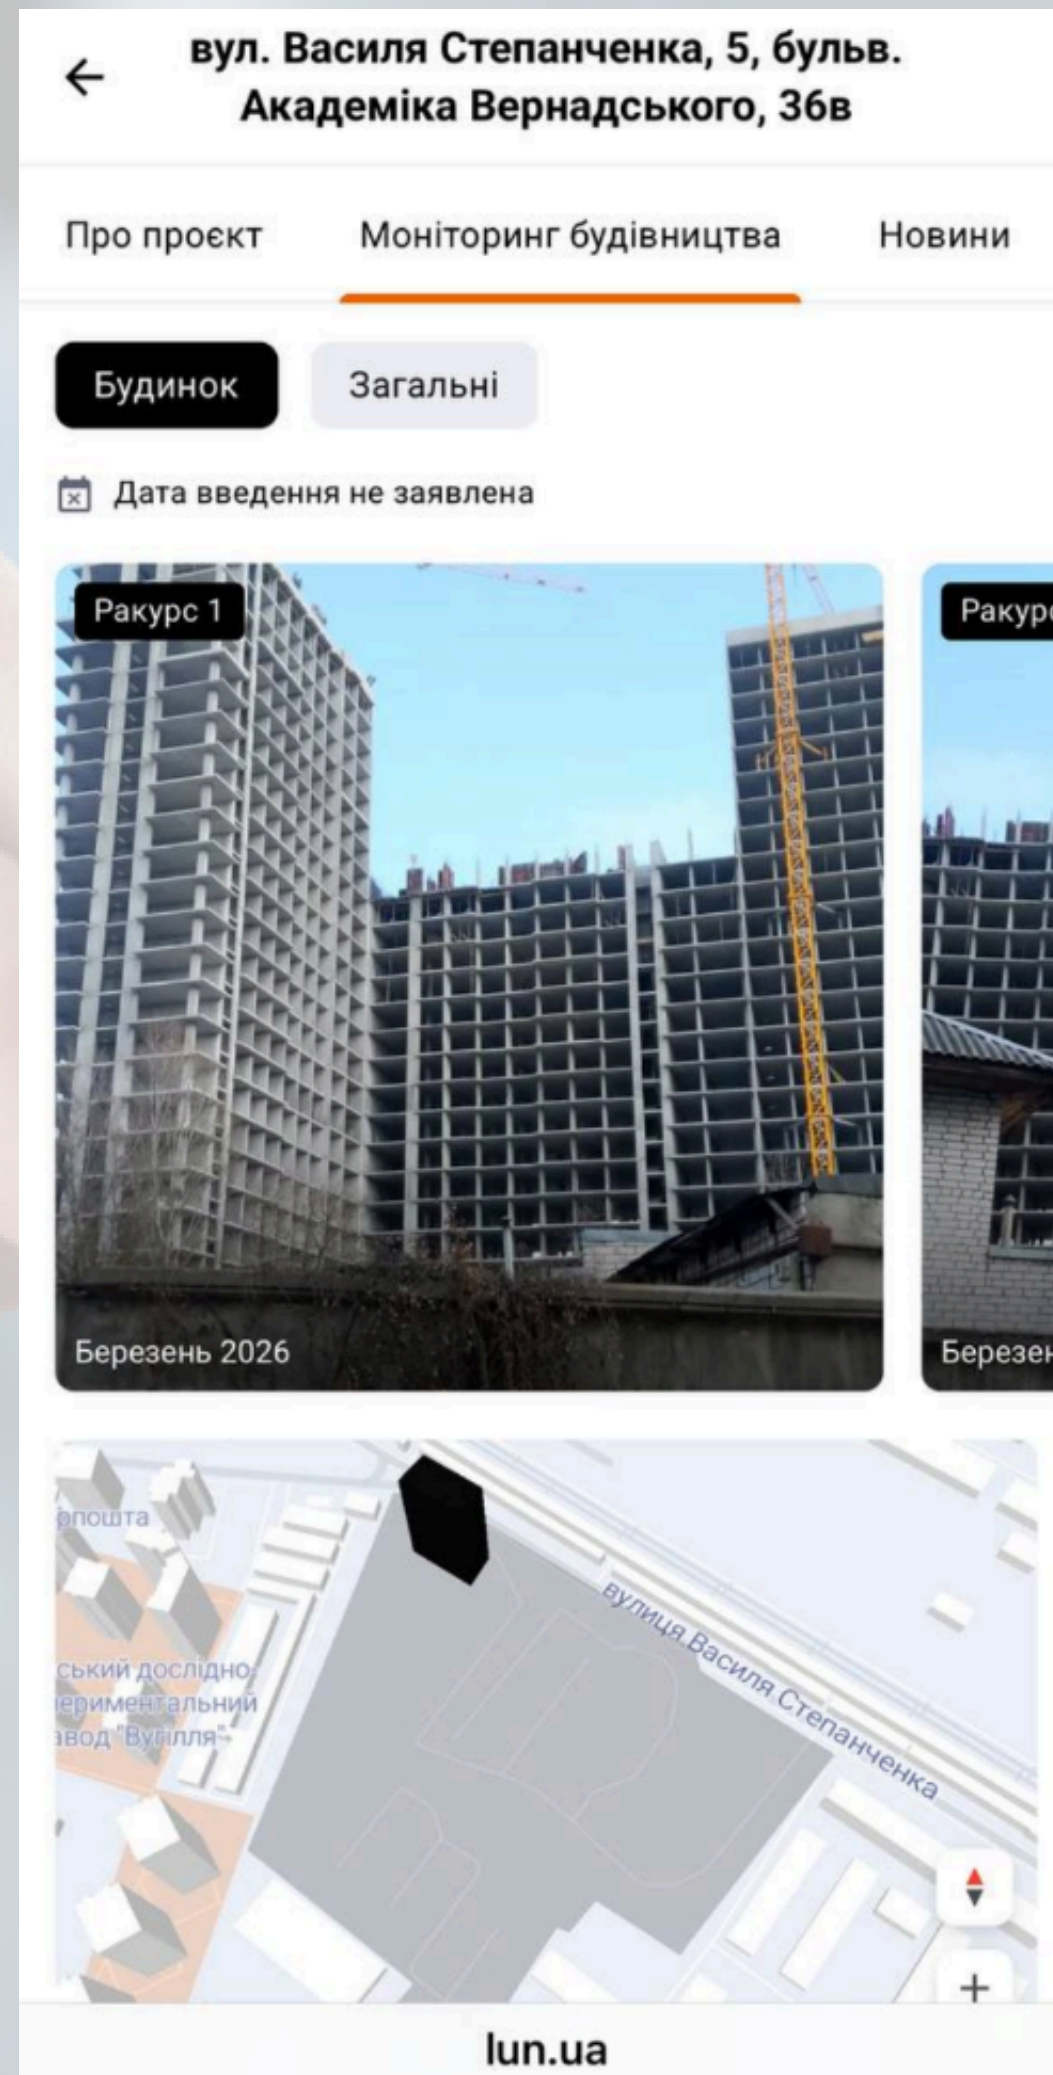 вул. Василя Степанченка, 5, бульв.
Академіка Вернадського, 36в
Про проєкт Моніторинг будівництва Новини
Будинок Загальні
Дата введення не заявлена
Ракурс 1
Березень 2026
вулиця Василя Степанченка
lun.ua